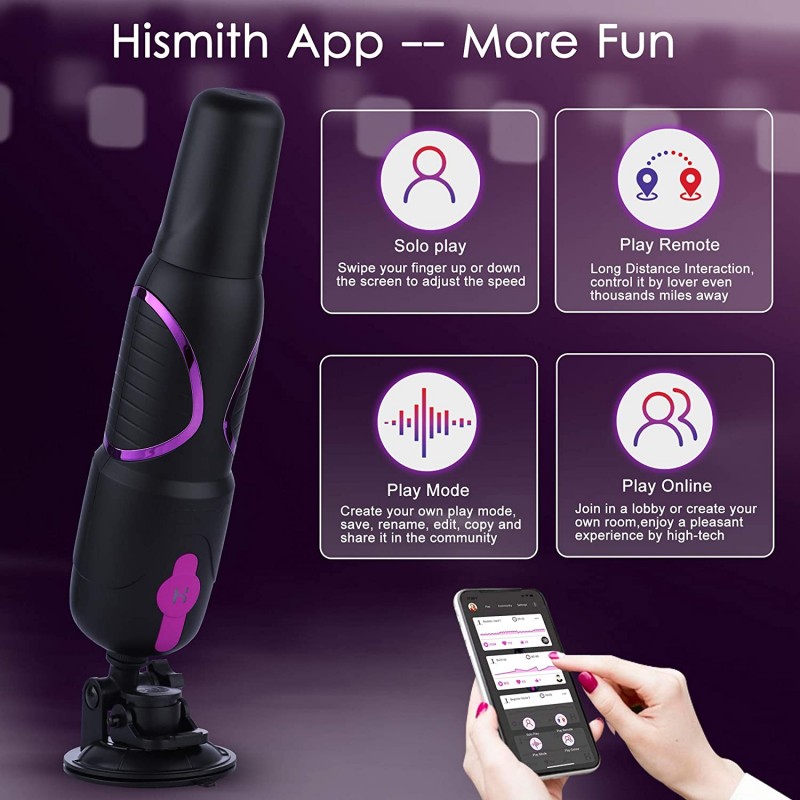 Hismith App -- More Fun
Solo play
Swipe your finger up or down
the screen to adjust the speed
Play Remote
Long Distance Interaction,
control it by lover even
thousands miles away
Play Mode
Create your own play mode,
save, rename, edit, copy and
share it in the community
Play Online
Join in a lobby or create your
own room,enjoy a pleasant
experience by high-tech
H